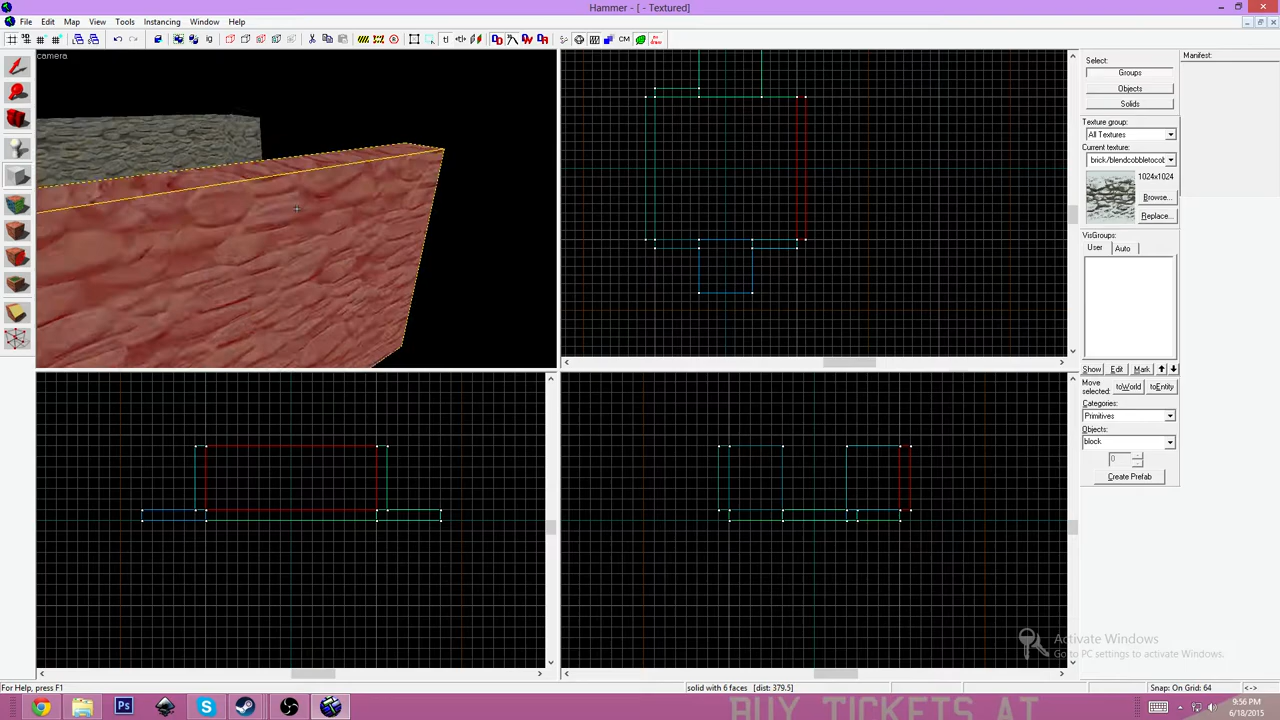 Hammer - [ - Textured]
File Edit Map View Tools Instancing Window Help
camera
Select:
Groups
Objects
Solids
Texture group:
All Textures
Current texture:
brick/blendcobbletocob
1024x1024
Browse...
Replace...
VisGroups:
User Auto
Show Edit Mark
Move selected:
toWorld toEntity
Categories:
Primitives
Objects:
block
0
Create Prefab
Manifest:
Activate Windows
Go to PC settings to activate Windows.
For Help, press F1
solid with 6 faces [dist: 379.5]
Snap: On Grid: 64
<->
BUY TICKETS AT
9:56 PM
6/18/2015